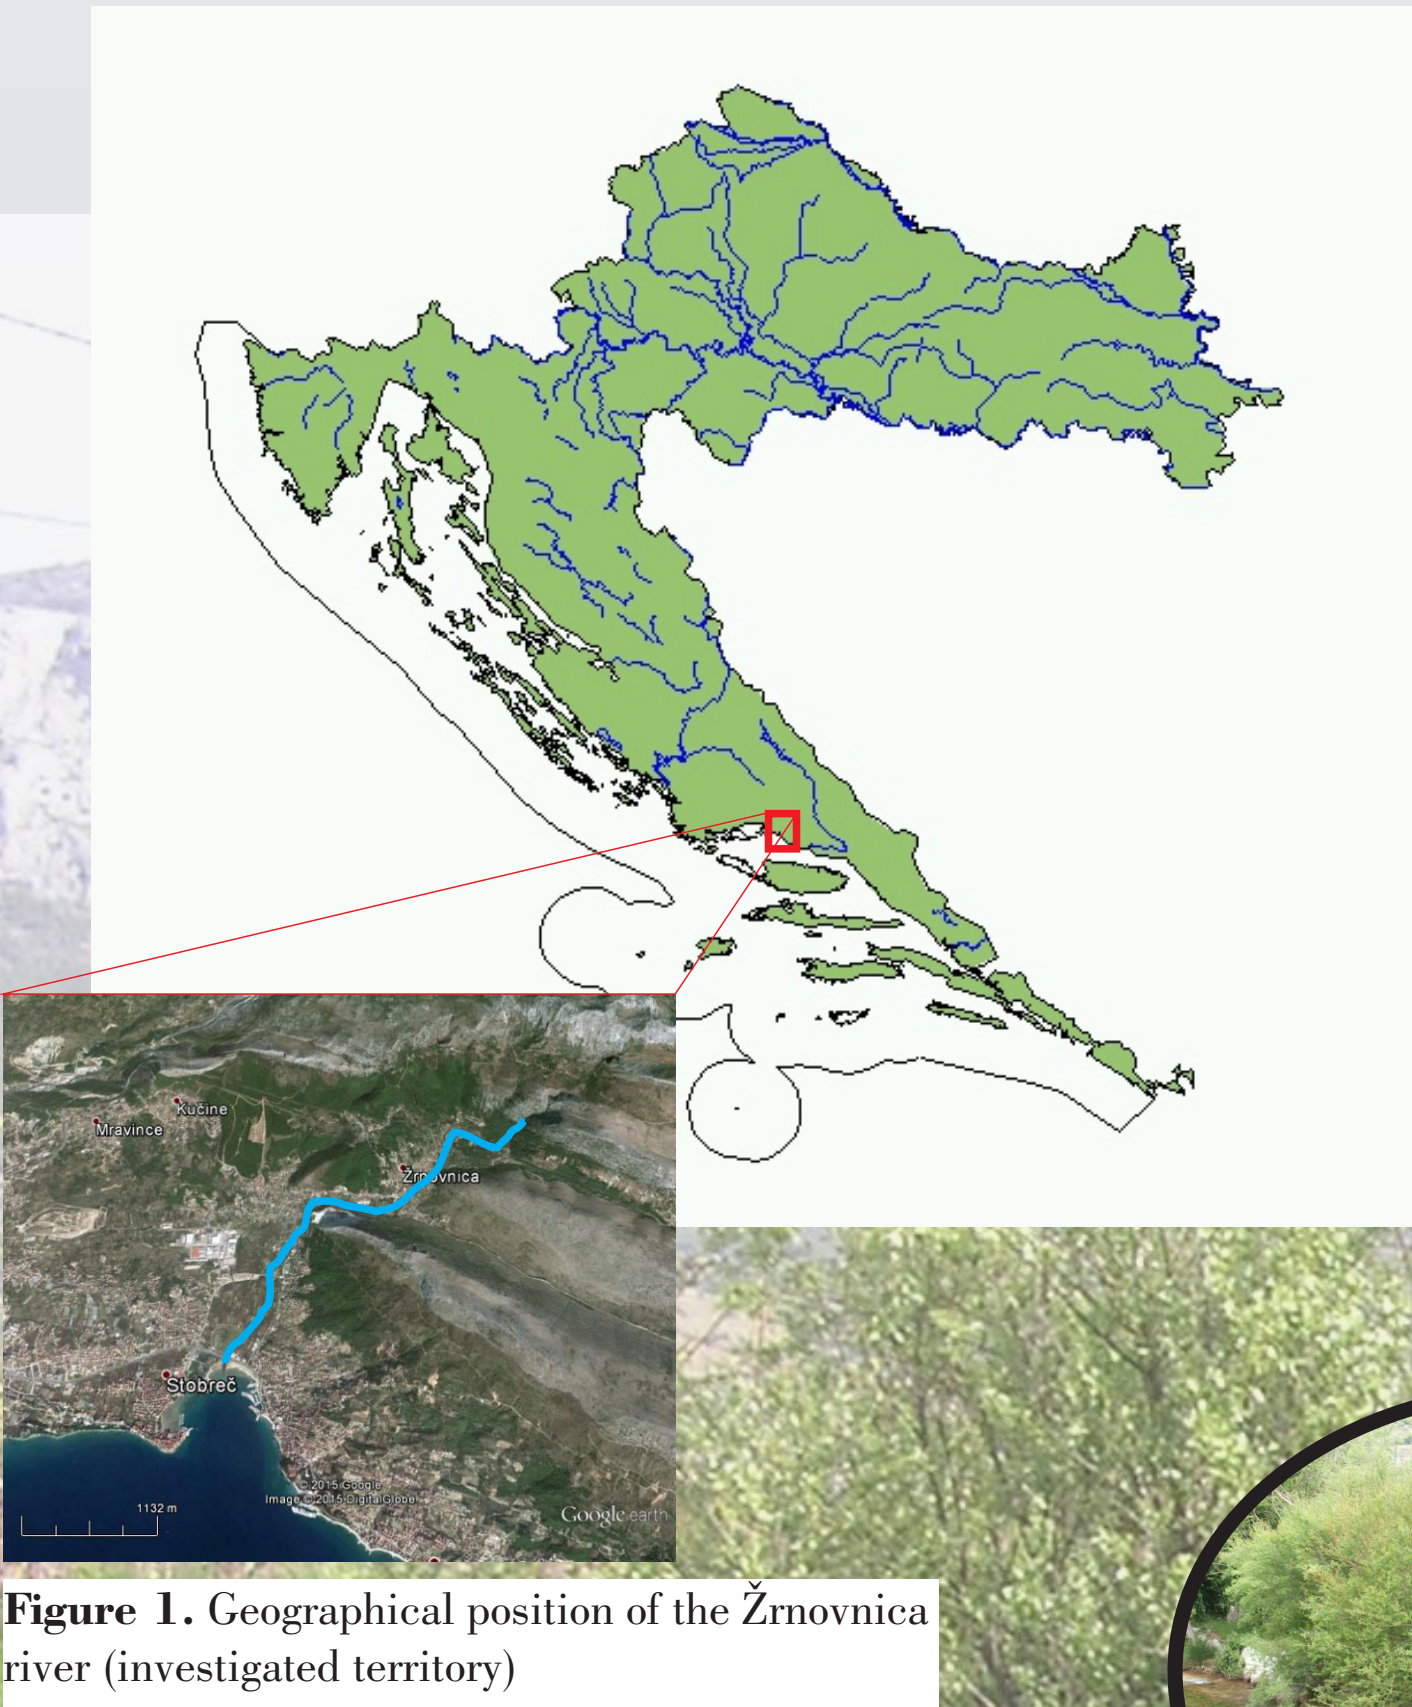 Kučine
Mravince
Žrnovnica
Stobreč
© 2015 Google
Image © 2015 DigitalGlobe
1132 m
Google earth
Figure 1. Geographical position of the Žrnovnica
river (investigated territory)